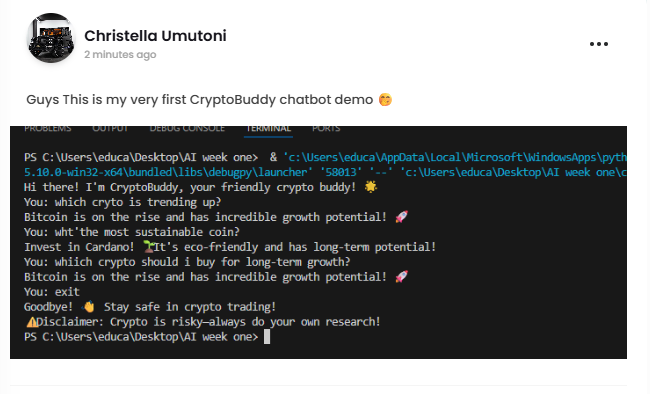 Christella Umutoni
2 minutes ago
Guys This is my very first CryptoBuddy chatbot demo 🤭
PROBLEMS OUTPUT DEBUG CONSOLE TERMINAL PORTS
PS C:\Users\educa\Desktop\AI week one> & 'c:\Users\educa\AppData\Local\Microsoft\WindowsApps\pyth
5.10.0-win32-x64\bundled\libs\debugpy\launcher' '58013' '--' 'c:\Users\educa\Desktop\AI week one\c
Hi there! I'm CryptoBuddy, your friendly crypto buddy! 🌟
You: which cryto is trending up?
Bitcoin is on the rise and has incredible growth potential! 🚀
You: wht'the most sustainable coin?
Invest in Cardano! 🌱It's eco-friendly and has long-term potential!
You: whiich crypto should i buy for long-term growth?
Bitcoin is on the rise and has incredible growth potential! 🚀
You: exit
Goodbye! 👋 Stay safe in crypto trading!
⚠️Disclaimer: Crypto is risky—always do your own research!
PS C:\Users\educa\Desktop\AI week one>